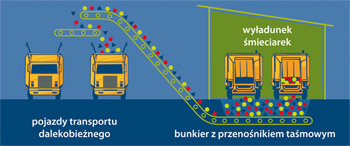 wyładunek
śmieciarek
pojazdy transportu
dalekobieżnego
bunkier z przenośnikiem taśmowym